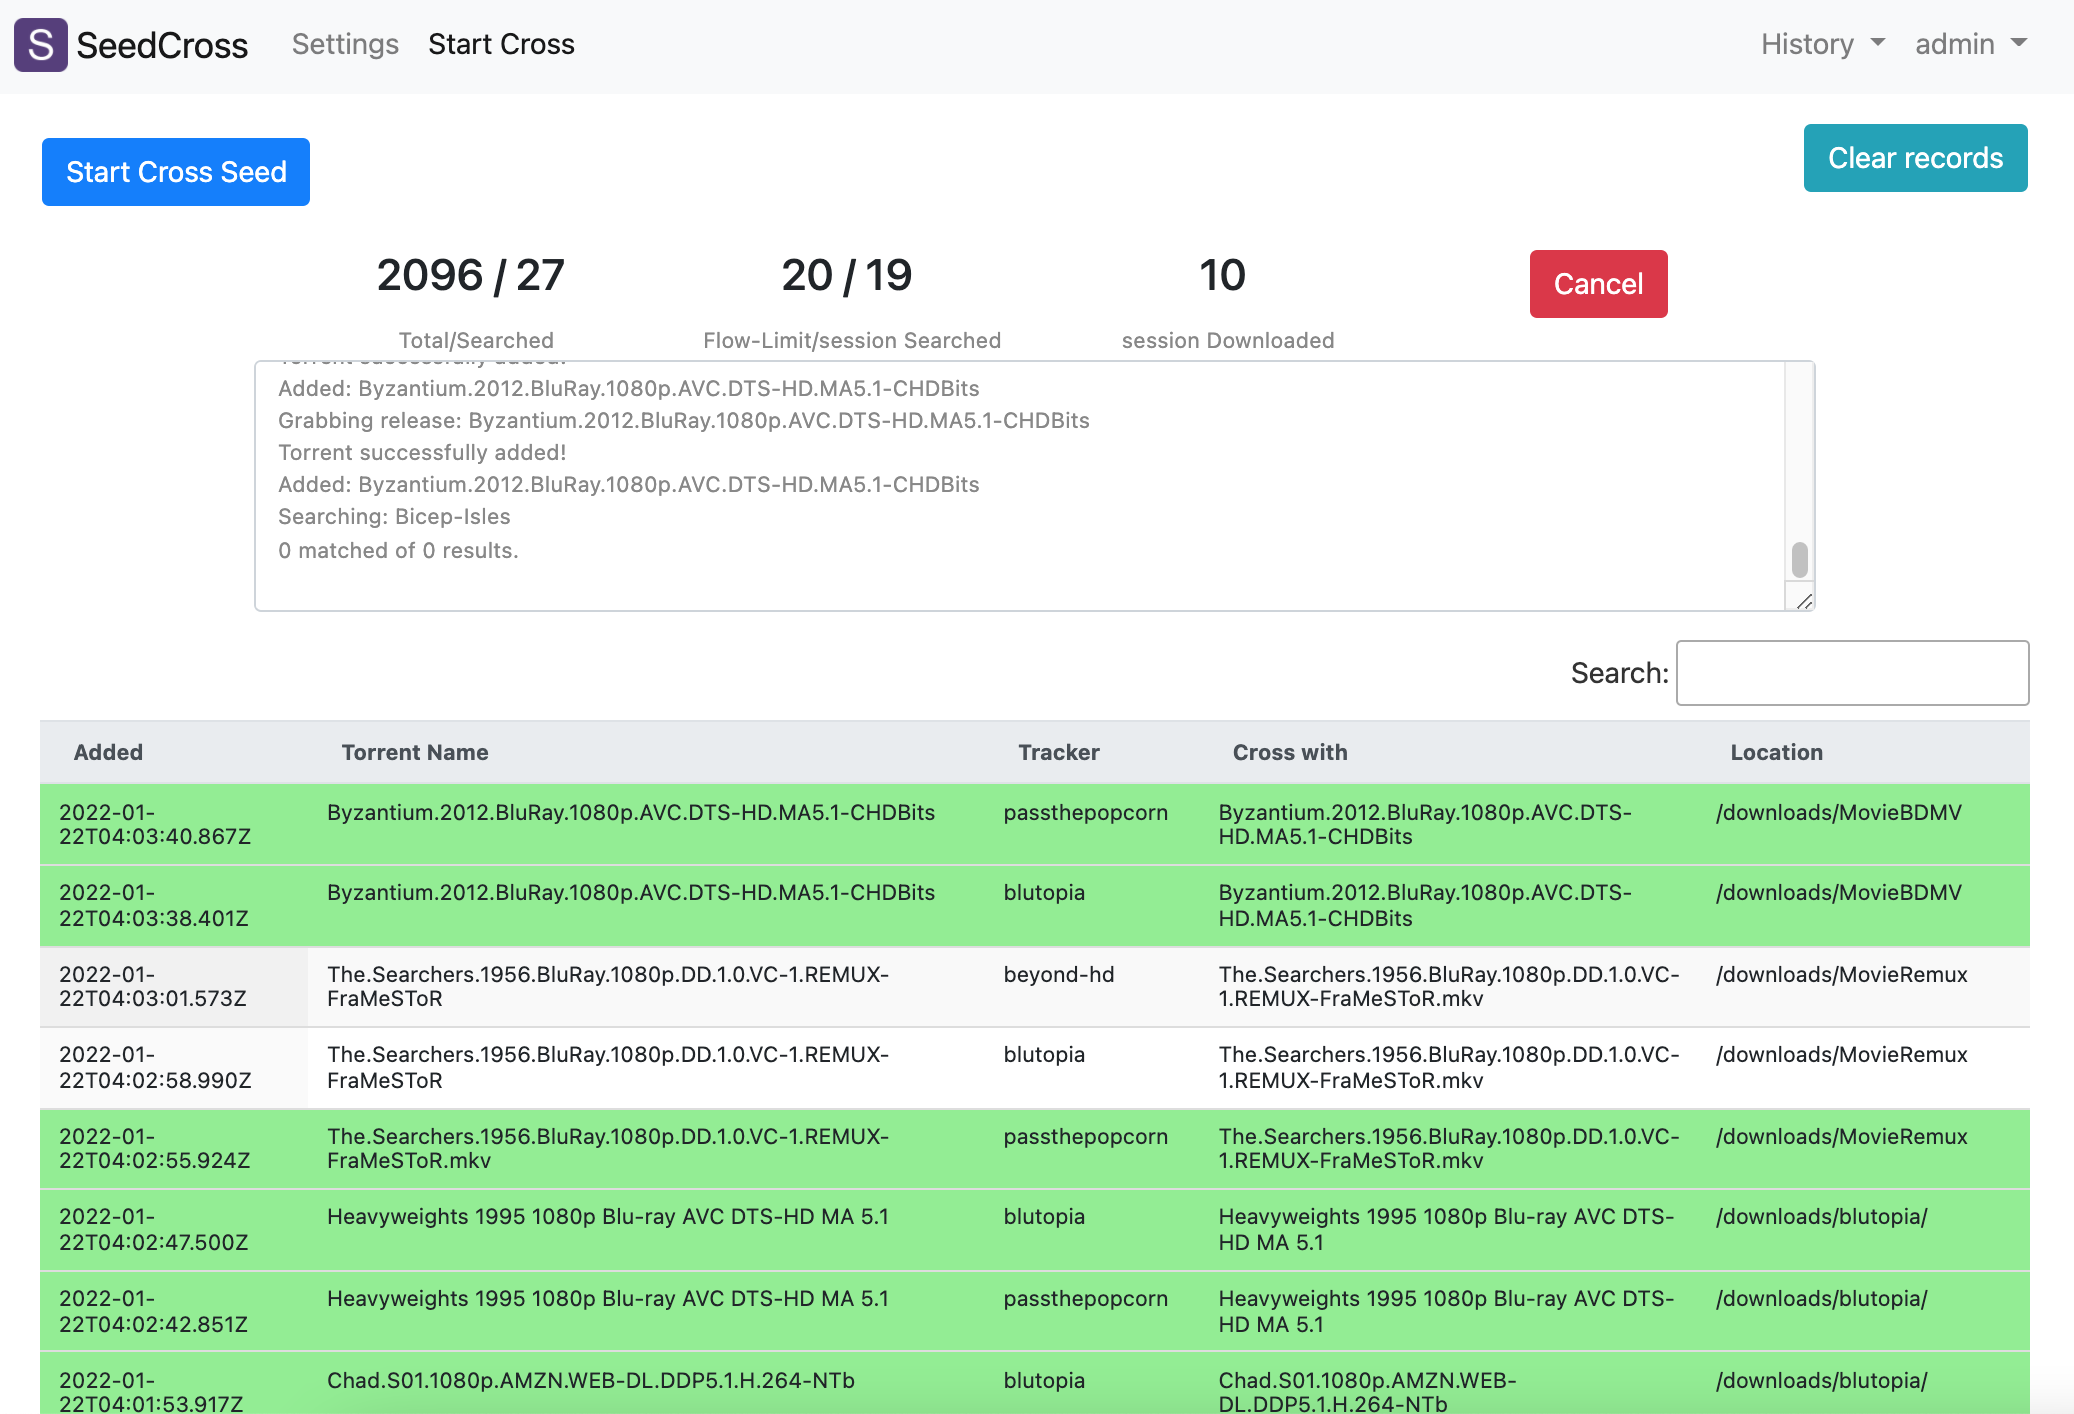 S SeedCross Settings Start Cross History admin
Start Cross Seed Clear records
2096 / 27 20 / 19 10 Cancel
Total/Searched Flow-Limit/session Searched session Downloaded
Torrent successfully added!
Added: Byzantium.2012.BluRay.1080p.AVC.DTS-HD.MA5.1-CHDBits
Grabbing release: Byzantium.2012.BluRay.1080p.AVC.DTS-HD.MA5.1-CHDBits
Torrent successfully added!
Added: Byzantium.2012.BluRay.1080p.AVC.DTS-HD.MA5.1-CHDBits
Searching: Bicep-Isles
0 matched of 0 results.
Search:
Added Torrent Name Tracker Cross with Location
2022-01- Byzantium.2012.BluRay.1080p.AVC.DTS-HD.MA5.1-CHDBits passthepopcorn Byzantium.2012.BluRay.1080p.AVC.DTS- /downloads/MovieBDMV
22T04:03:40.867Z HD.MA5.1-CHDBits
2022-01- Byzantium.2012.BluRay.1080p.AVC.DTS-HD.MA5.1-CHDBits blutopia Byzantium.2012.BluRay.1080p.AVC.DTS- /downloads/MovieBDMV
22T04:03:38.401Z HD.MA5.1-CHDBits
2022-01- The.Searchers.1956.BluRay.1080p.DD.1.0.VC-1.REMUX- beyond-hd The.Searchers.1956.BluRay.1080p.DD.1.0.VC- /downloads/MovieRemux
22T04:03:01.573Z FraMeSToR 1.REMUX-FraMeSToR.mkv
2022-01- The.Searchers.1956.BluRay.1080p.DD.1.0.VC-1.REMUX- blutopia The.Searchers.1956.BluRay.1080p.DD.1.0.VC- /downloads/MovieRemux
22T04:02:58.990Z FraMeSToR 1.REMUX-FraMeSToR.mkv
2022-01- The.Searchers.1956.BluRay.1080p.DD.1.0.VC-1.REMUX- passthepopcorn The.Searchers.1956.BluRay.1080p.DD.1.0.VC- /downloads/MovieRemux
22T04:02:55.924Z FraMeSToR.mkv 1.REMUX-FraMeSToR.mkv
2022-01- Heavyweights 1995 1080p Blu-ray AVC DTS-HD MA 5.1 blutopia Heavyweights 1995 1080p Blu-ray AVC DTS- /downloads/blutopia/
22T04:02:47.500Z HD MA 5.1
2022-01- Heavyweights 1995 1080p Blu-ray AVC DTS-HD MA 5.1 passthepopcorn Heavyweights 1995 1080p Blu-ray AVC DTS- /downloads/blutopia/
22T04:02:42.851Z HD MA 5.1
2022-01- Chad.S01.1080p.AMZN.WEB-DL.DDP5.1.H.264-NTb blutopia Chad.S01.1080p.AMZN.WEB- /downloads/blutopia/
22T04:01:53.917Z DL.DDP5.1.H.264-NTb